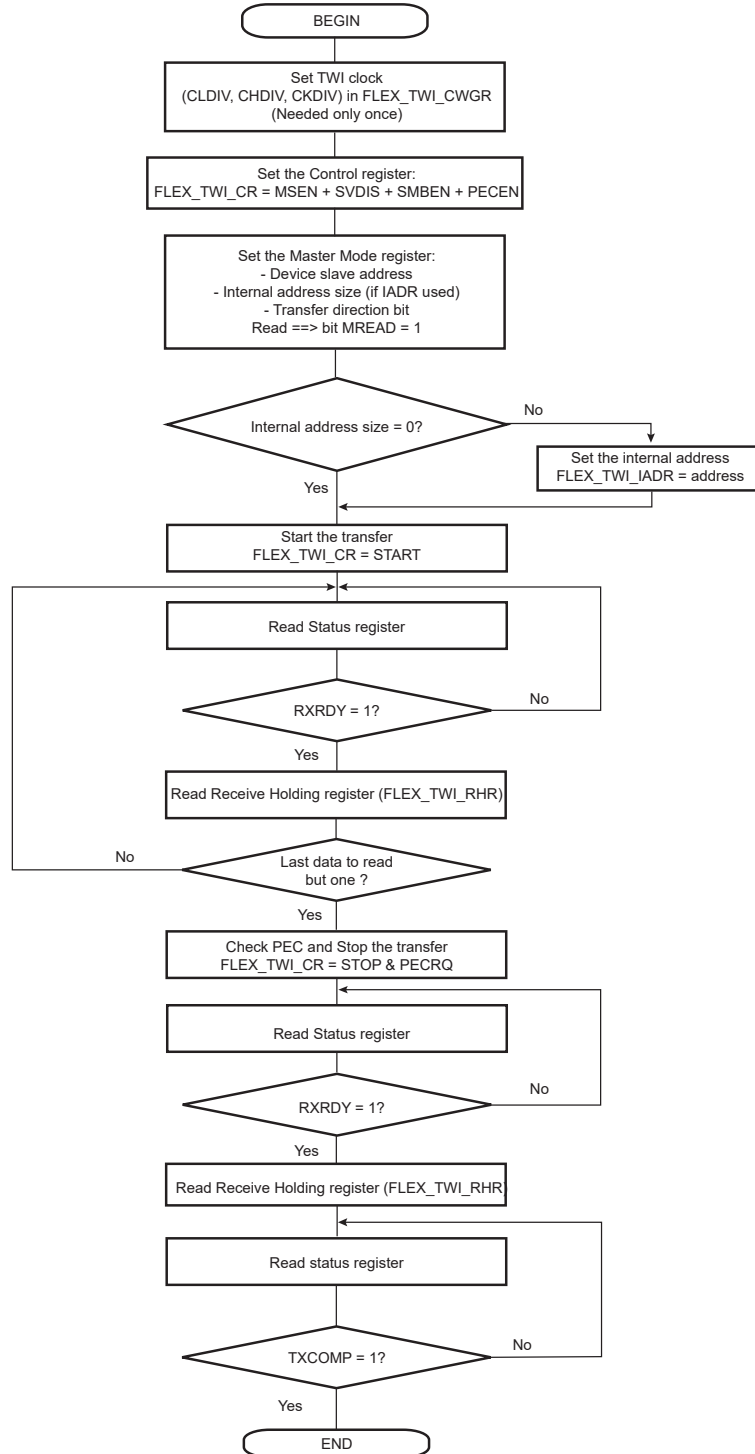 BEGIN
Set TWI clock
(CLDIV, CHDIV, CKDIV) in FLEX_TWI_CWGR
(Needed only once)
Set the Control register:
FLEX_TWI_CR = MSEN + SVDIS + SMBEN + PECEN
Set the Master Mode register:
- Device slave address
- Internal address size (if IADR used)
- Transfer direction bit
Read ==> bit MREAD = 1
Internal address size = 0?
No
Set the internal address
FLEX_TWI_IADR = address
Yes
Start the transfer
FLEX_TWI_CR = START
Read Status register
RXRDY = 1?
No
Yes
Read Receive Holding register (FLEX_TWI_RHR)
Last data to read
but one ?
No
Yes
Check PEC and Stop the transfer
FLEX_TWI_CR = STOP & PECRQ
Read Status register
RXRDY = 1?
No
Yes
Read Receive Holding register (FLEX_TWI_RHR)
Read status register
TXCOMP = 1?
No
Yes
END